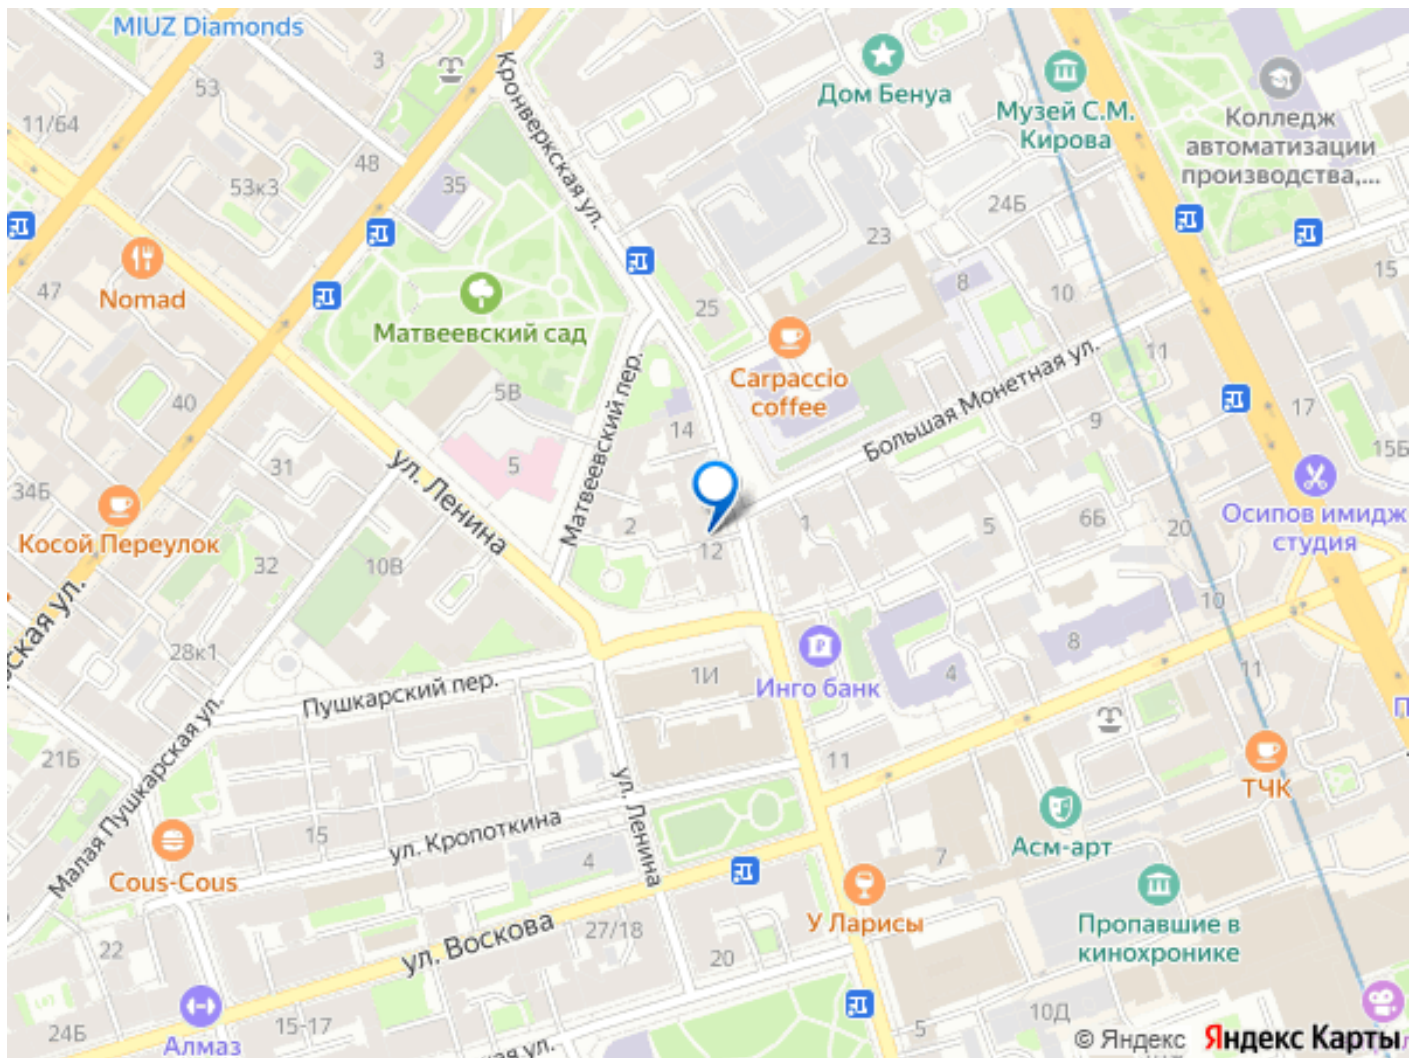 MIUZ Diamonds
3
53
11/64
48
53к3
35
Кронверкская ул.
Дом Бенуа
Музей С.М.
Кирова
Колледж
автоматизации
производства,...
24Б
23
8
10
15
47
Nomad
Матвеевский сад
25
Carpaccio
coffee
Большая Монетная ул.
11
17
40
5В
Матвеевский пер.
14
9
15Б
31
5
ул. Ленина
34Б
Косой Переулок
2
12
1
5
6Б
20
Осипов имидж
студия
32
10В
10
28к1
8
11
1И
Инго банк
4
Пушкарский пер.
21Б
Малая Пушкарская ул.
11
ул. Ленина
ТЧК
15
ул. Кропоткина
4
7
Асм-арт
Cous-Cous
У Ларисы
Пропавшие в
кинохронике
22
ул. Воскова
27/18
20
24Б
Алмаз
15-17
5
10Д
© Яндекс Яндекс Карты